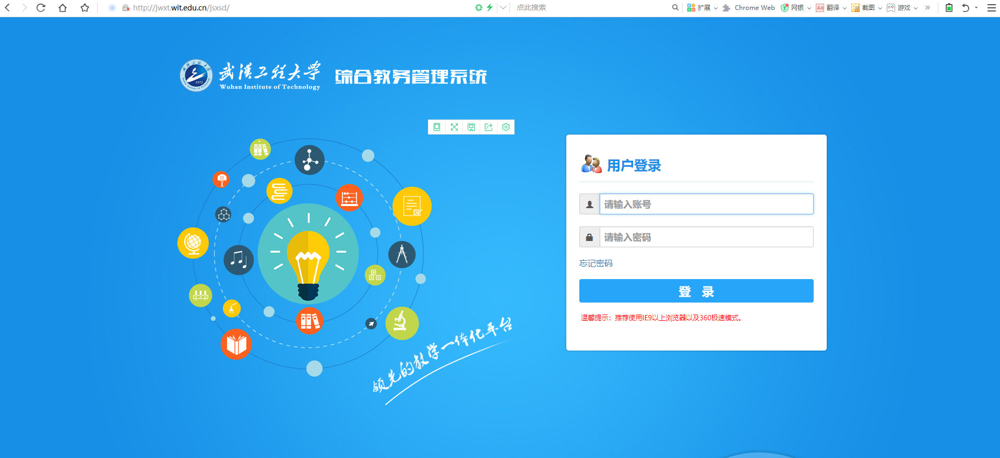 http://jwxt.wit.edu.cn/jsxsd/
点此搜索
扩展
Chrome Web
网银
Aa 翻译
截图
游戏
武漢工程大学
Wuhan Institute of Technology
1972
综合教务管理系统
用户登录
请输入账号
请输入密码
忘记密码
登 录
温馨提示：推荐使用IE9以上浏览器以及360极速模式。
B
A C
领先的教学一体化平台